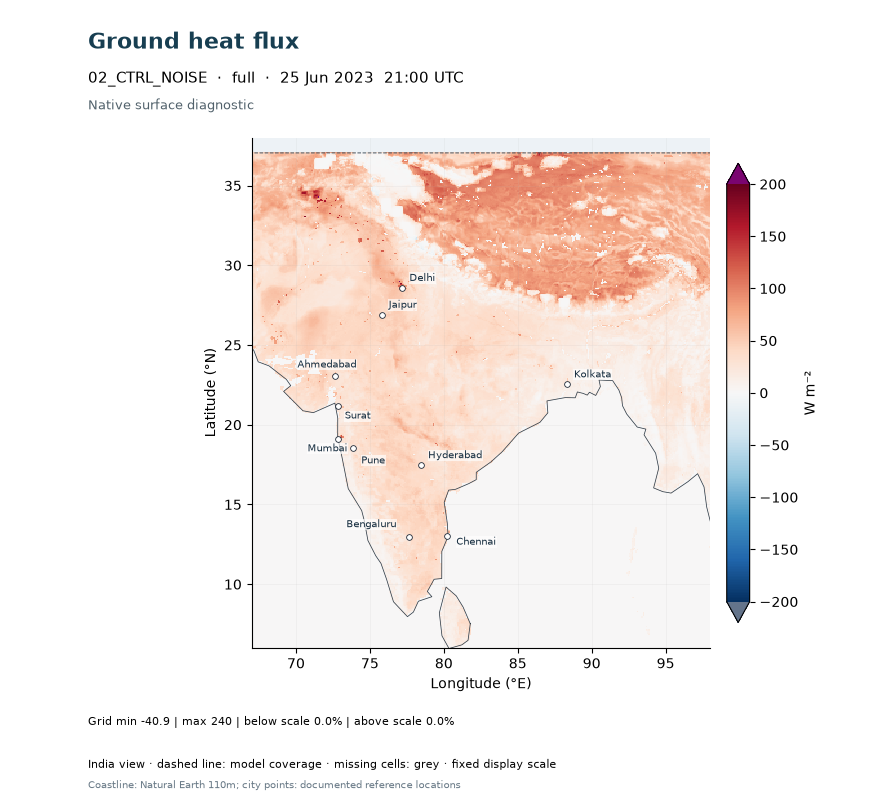 Ground heat flux
02_CTRL_NOISE · full · 25 Jun 2023 21:00 UTC
Native surface diagnostic
35
30
25
20
15
10
Latitude (°N)
Delhi
Jaipur
Ahmedabad
Kolkata
Surat
Mumbai
Pune
Hyderabad
Bengaluru
Chennai
70
75
80
85
90
95
Longitude (°E)
200
150
100
50
0
−50
−100
−150
−200
W m⁻²
Grid min -40.9 | max 240 | below scale 0.0% | above scale 0.0%
India view · dashed line: model coverage · missing cells: grey · fixed display scale
Coastline: Natural Earth 110m; city points: documented reference locations